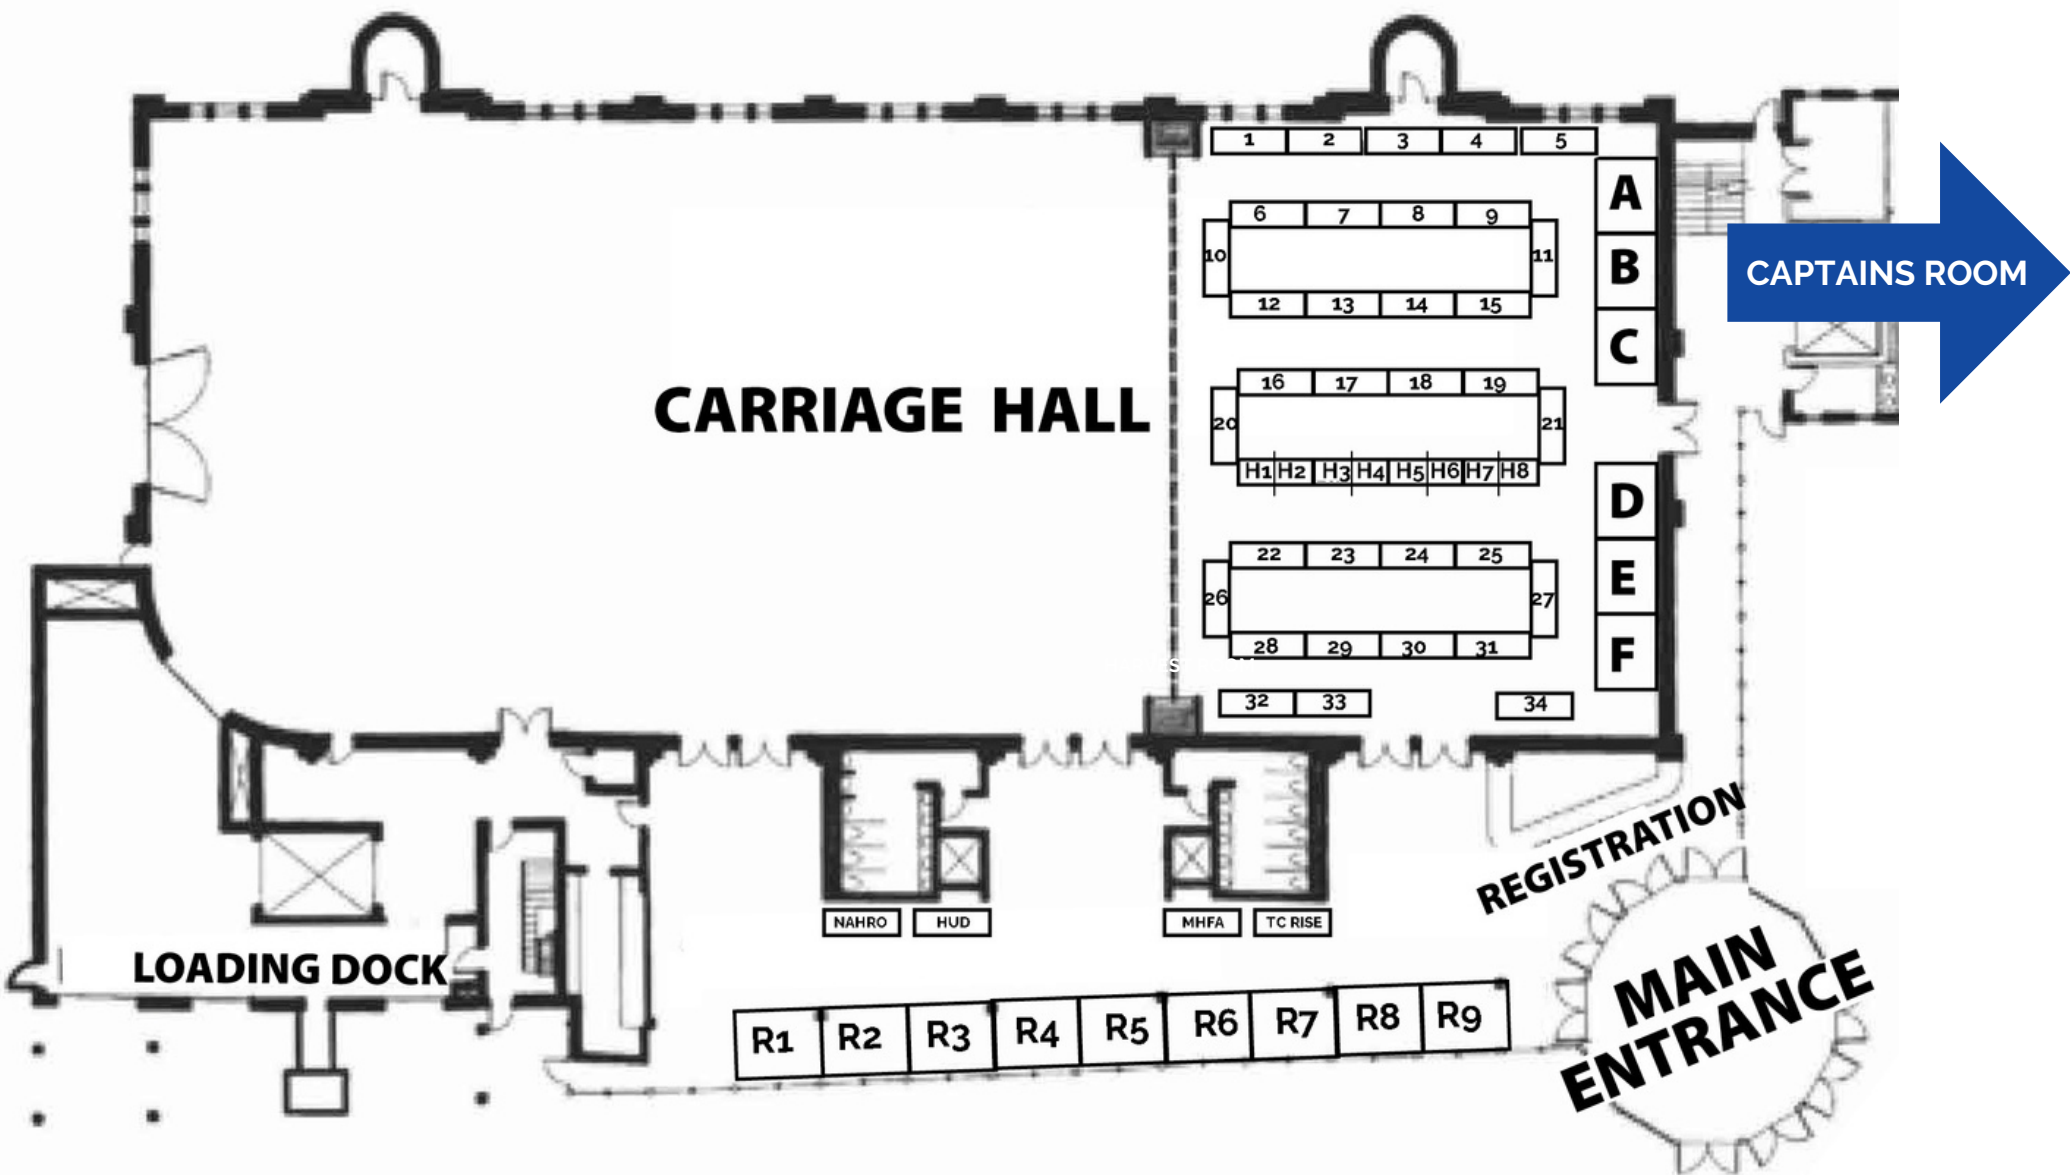 1 2 3 4 5
A
6 7 8 9
10 11
B
CAPTAINS ROOM
12 13 14 15
C
16 17 18 19
CARRIAGE HALL
20 21
H1 H2 H3 H4 H5 H6 H7 H8
D
22 23 24 25
E
26 27
28 29 30 31
F
32 33 34
REGISTRATION
NAHRO HUD MHFA TC RISE
LOADING DOCK
MAIN
ENTRANCE
R1 R2 R3 R4 R5 R6 R7 R8 R9